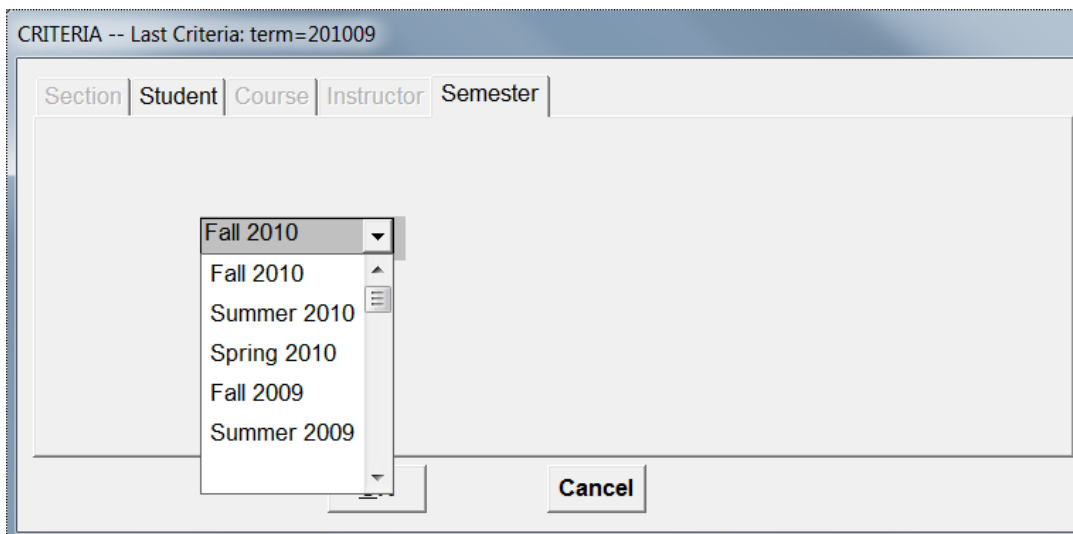 CRITERIA -- Last Criteria: term=201009
Section Student Course Instructor Semester
Fall 2010
Fall 2010
Summer 2010
Spring 2010
Fall 2009
Summer 2009
Cancel